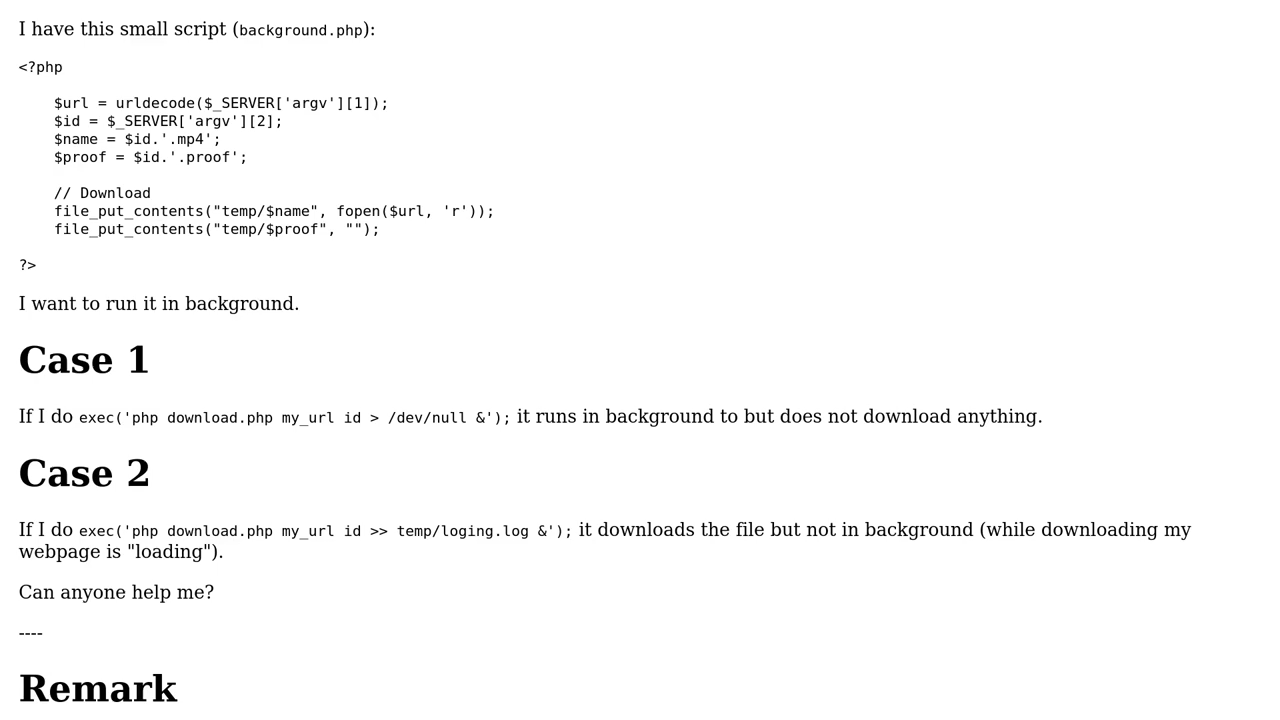 I have this small script (background.php):
<?php
$url = urldecode($_SERVER['argv'][1]);
$id = $_SERVER['argv'][2];
$name = $id.'.mp4';
$proof = $id.'.proof';
// Download
file_put_contents("temp/$name", fopen($url, 'r'));
file_put_contents("temp/$proof", "");
?>
I want to run it in background.
Case 1
If I do exec('php download.php my_url id > /dev/null &'); it runs in background to but does not download anything.
Case 2
If I do exec('php download.php my_url id >> temp/loging.log &'); it downloads the file but not in background (while downloading my
webpage is "loading").
Can anyone help me?
----
Remark